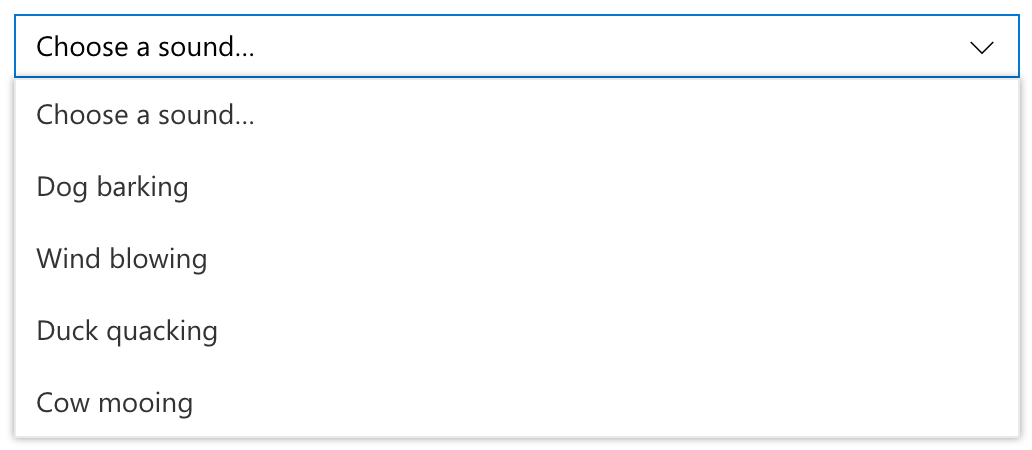 Choose a sound...
Choose a sound...
Dog barking
Wind blowing
Duck quacking
Cow mooing